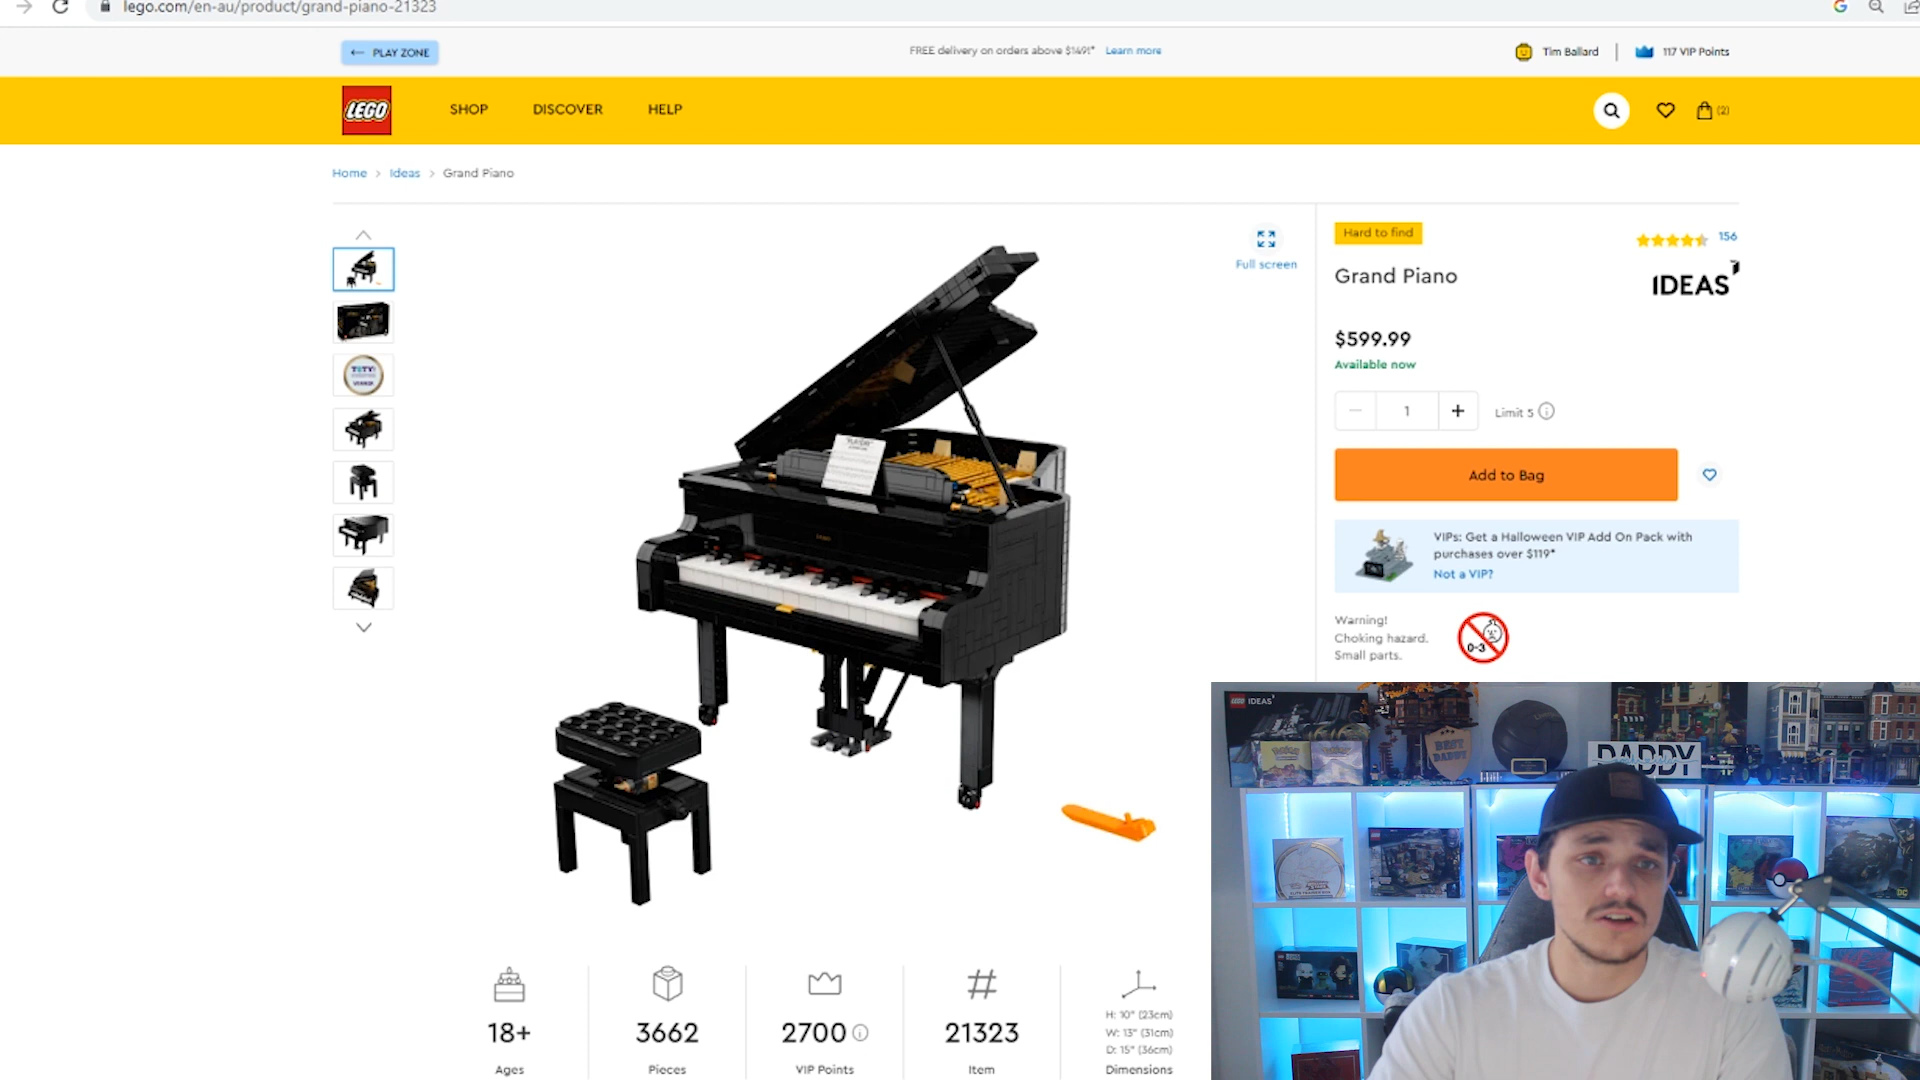 lego.com/en-au/product/grand-piano-21323
← PLAY ZONE
FREE delivery on orders above $149!* Learn more
Tim Ballard
117 VIP Points
LEGO
SHOP
DISCOVER
HELP
(2)
Home > Ideas > Grand Piano
Full screen
Hard to find
156
Grand Piano
IDEAS
$599.99
Available now
1
Limit 5
Add to Bag
VIPs: Get a Halloween VIP Add On Pack with
purchases over $119*
Not a VIP?
Warning!
Choking hazard.
Small parts.
0-3
18+
Ages
3662
Pieces
2700
VIP Points
#
21323
Item
H: 10" (23cm)
W: 13" (31cm)
D: 15" (36cm)
Dimensions
LEGO IDEAS
BEST
DADDY
DADDY